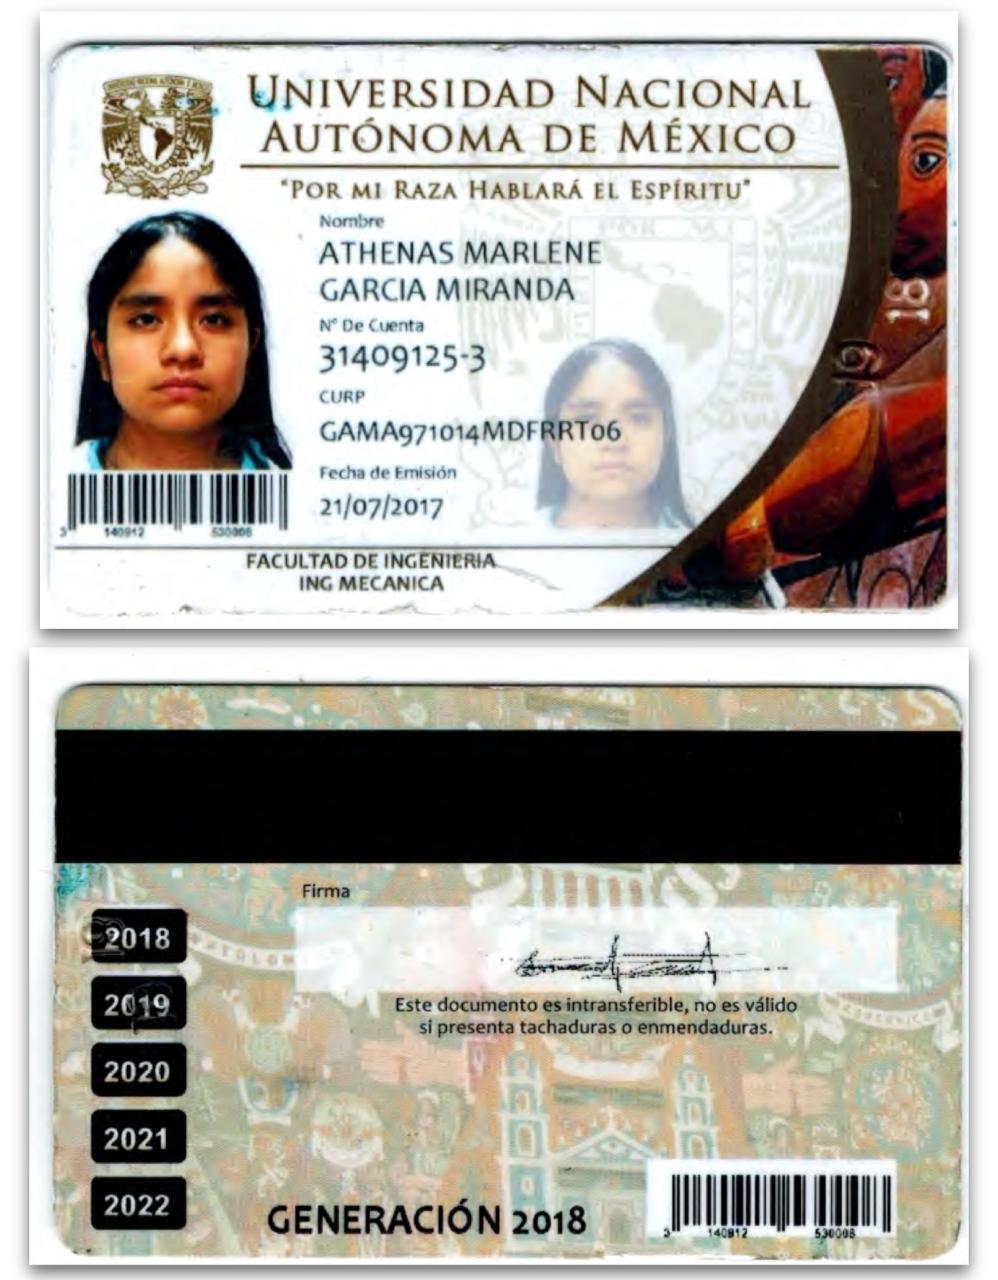 UNIVERSIDAD NACIONAL
AUTÓNOMA DE MÉXICO
"POR MI RAZA HABLARÁ EL ESPÍRITU"
Nombre
ATHENAS MARLENE
GARCIA MIRANDA
N° De Cuenta
31409125-3
CURP
GAMA971014MDFRRT06
Fecha de Emisión
21/07/2017
3 140912 530006
FACULTAD DE INGENIERIA
ING MECANICA
19
18
Firma
2018
2019
2020
2021
2022
Este documento es intransferible, no es válido
si presenta tachaduras o enmendaduras.
GENERACIÓN 2018
3 140912 530006